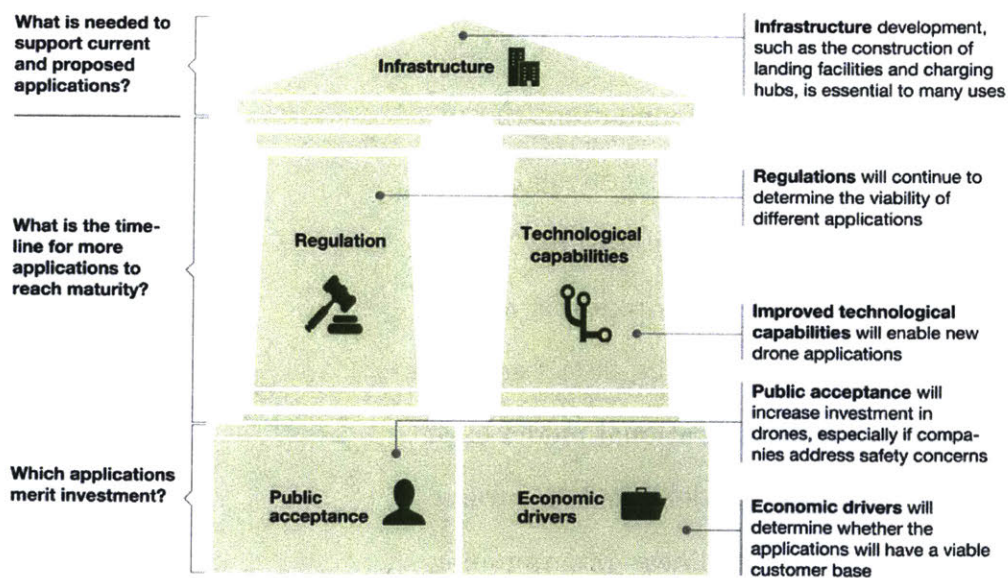 What is needed to
support current
and proposed
applications?
Infrastructure
Infrastructure development,
such as the construction of
landing facilities and charging
hubs, is essential to many uses
What is the time-
line for more
applications to
reach maturity?
Regulation
Technological
capabilities
Regulations will continue to
determine the viability of
different applications
Improved technological
capabilities will enable new
drone applications
Which applications
merit investment?
Public
acceptance
Economic
drivers
Public acceptance will
increase investment in
drones, especially if compa-
nies address safety concerns
Economic drivers will
determine whether the
applications will have a viable
customer base